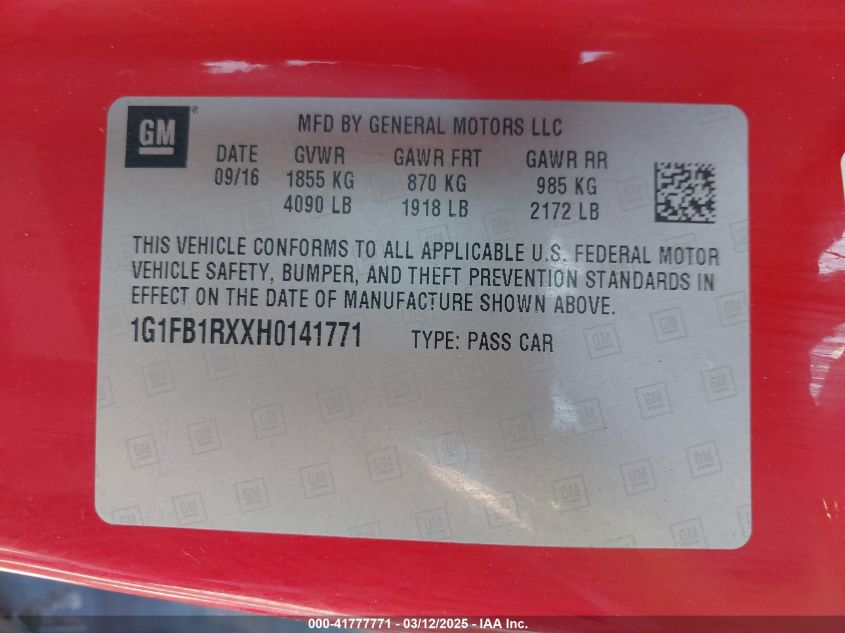 GM
MFD BY GENERAL MOTORS LLC
DATE GVWR GAWR FRT GAWR RR
09/16 1855 KG 870 KG 985 KG
4090 LB 1918 LB 2172 LB
THIS VEHICLE CONFORMS TO ALL APPLICABLE U.S. FEDERAL MOTOR
VEHICLE SAFETY, BUMPER, AND THEFT PREVENTION STANDARDS IN
EFFECT ON THE DATE OF MANUFACTURE SHOWN ABOVE.
1G1FB1RXXH0141771 TYPE: PASS CAR
000-41777771 - 03/12/2025 - IAA Inc.